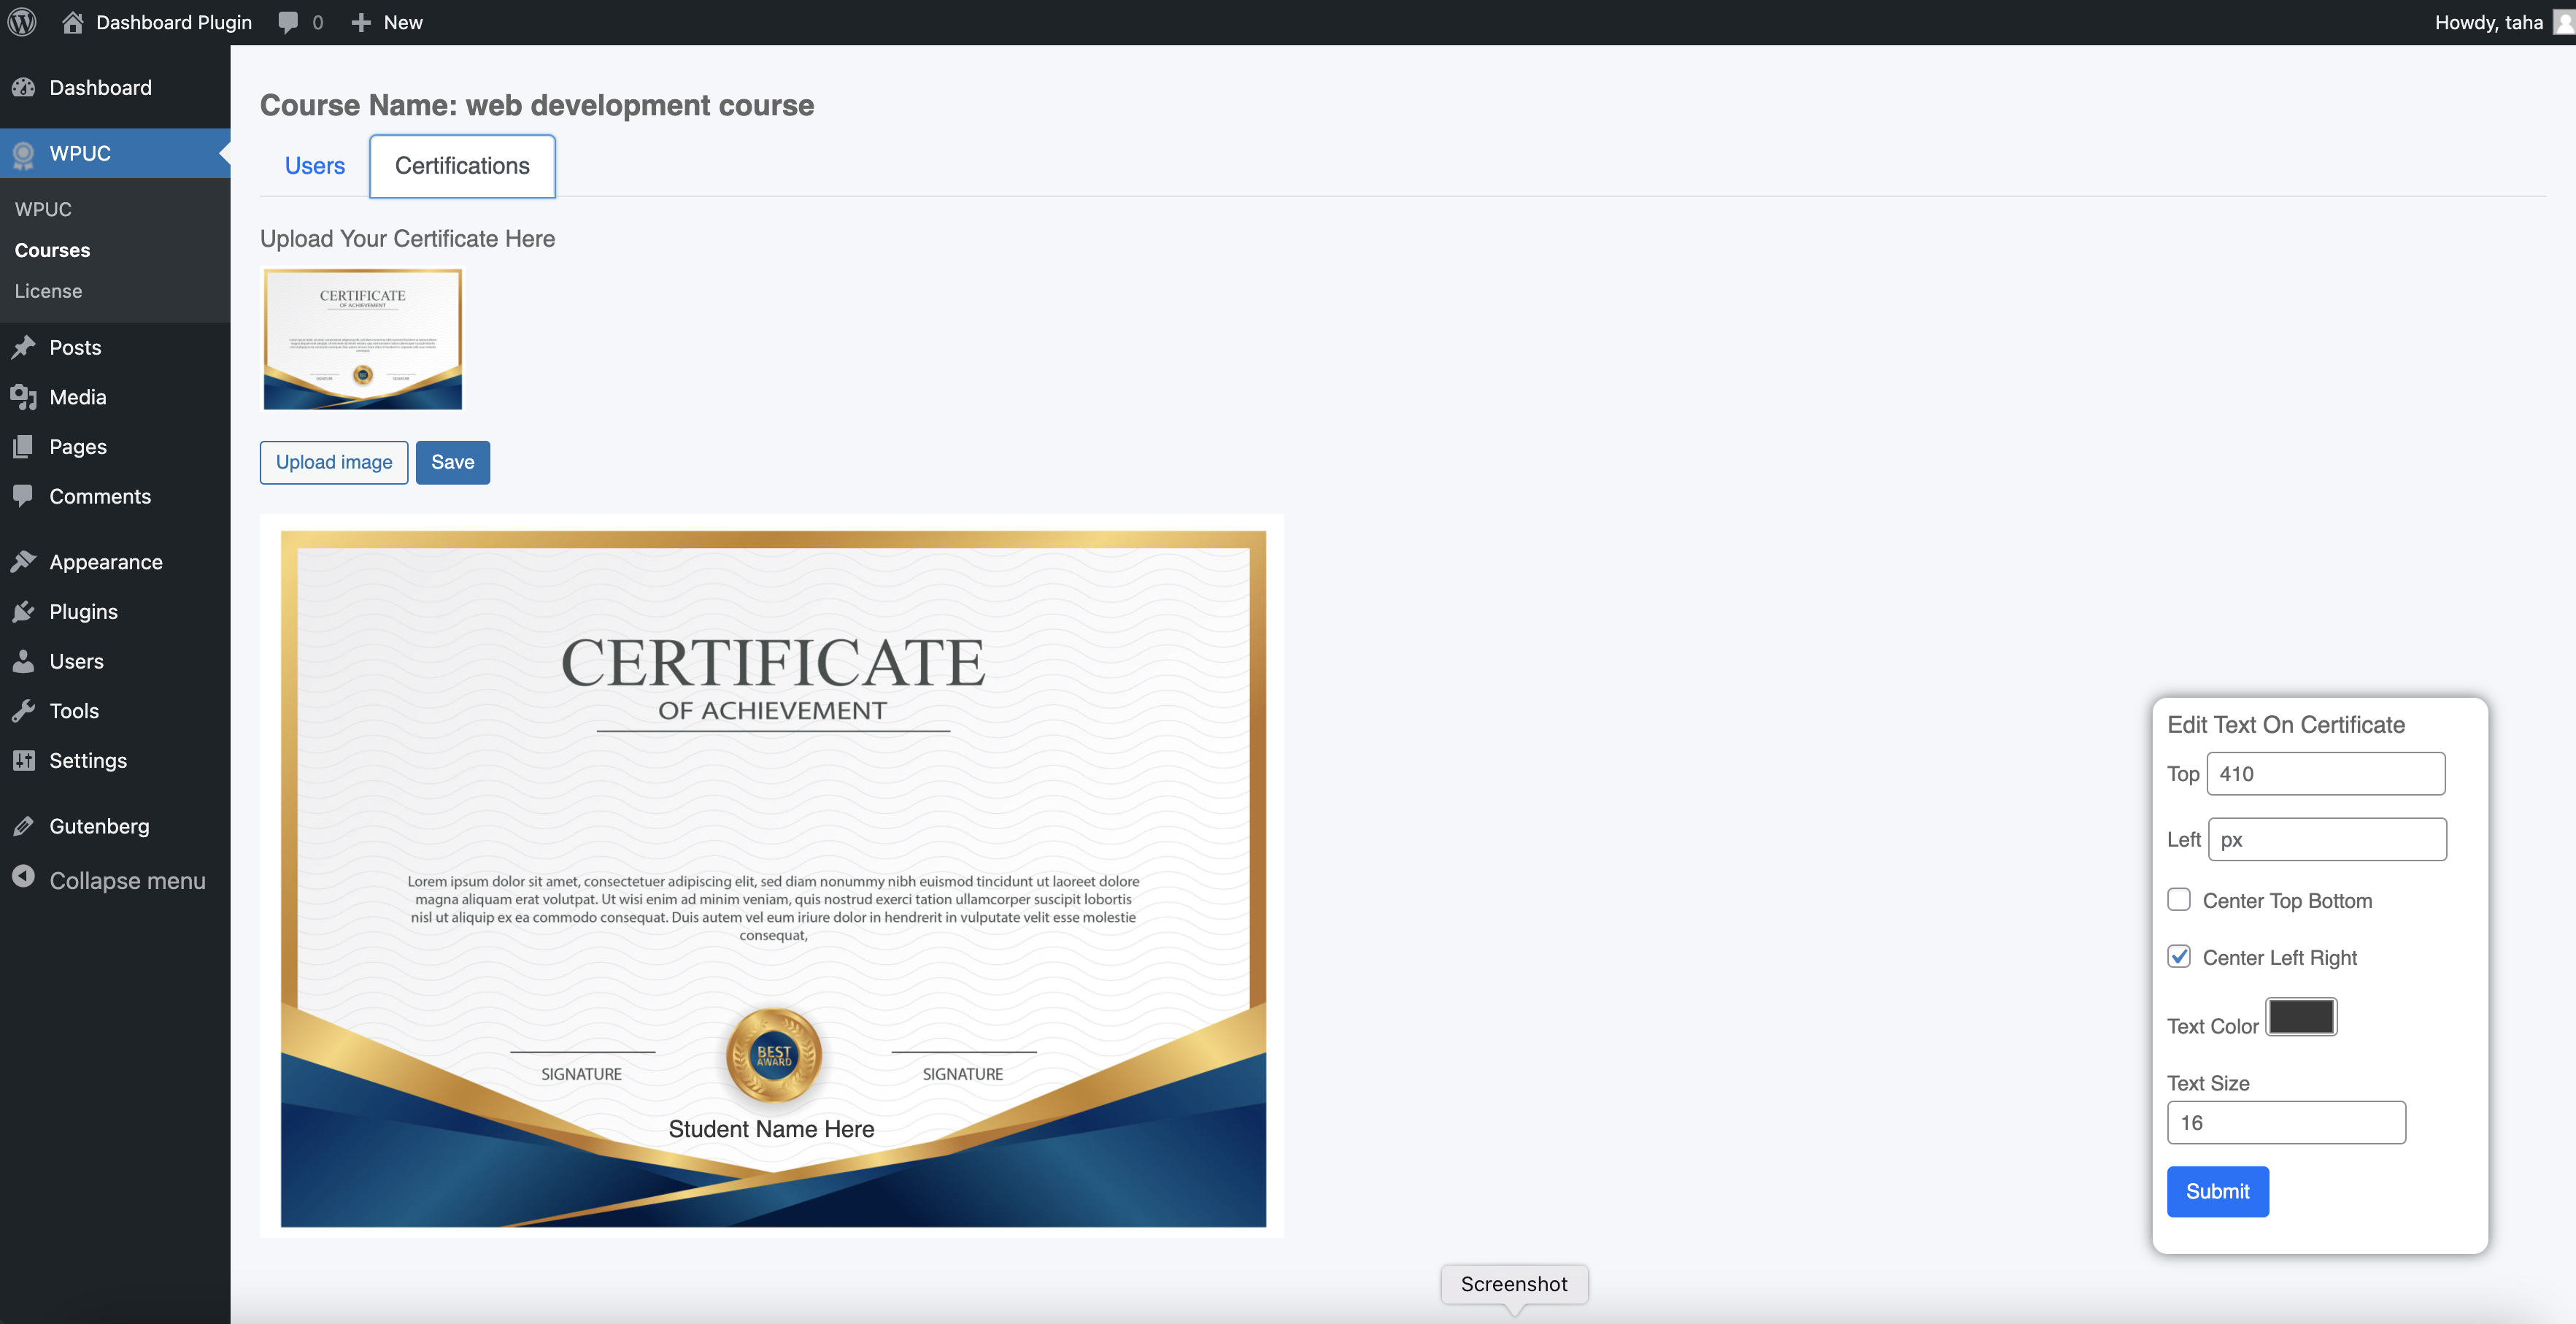 Dashboard Plugin
0
New
Howdy, taha
Dashboard
WPUC
WPUC
Courses
License
Posts
Media
Pages
Comments
Appearance
Plugins
Users
Tools
Settings
Gutenberg
Collapse menu
Course Name: web development course
Users
Certifications
Upload Your Certificate Here
CERTIFICATE
OF ACHIEVEMENT
SIGNATURE
SIGNATURE
Upload image
Save
CERTIFICATE
OF ACHIEVEMENT
Lorem ipsum dolor sit amet, consectetuer adipiscing elit, sed diam nonummy nibh euismod tincidunt ut laoreet dolore
magna aliquam erat volutpat. Ut wisi enim ad minim veniam, quis nostrud exerci tation ullamcorper suscipit lobortis
nisl ut aliquip ex ea commodo consequat. Duis autem vel eum iriure dolor in hendrerit in vulputate velit esse molestie
consequat,
BEST
AWARD
SIGNATURE
SIGNATURE
Student Name Here
Edit Text On Certificate
Top 410
Left px
Center Top Bottom
Center Left Right
Text Color
Text Size
16
Submit
Screenshot